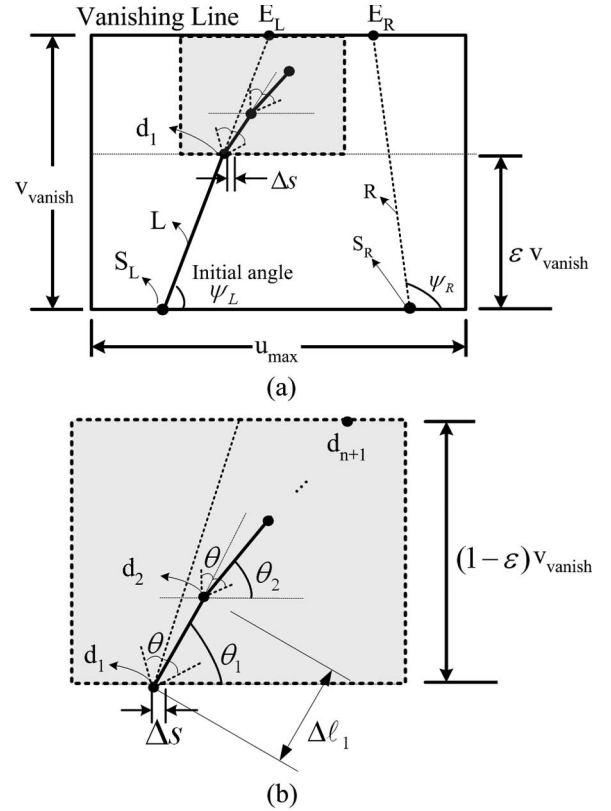 Vanishing Line E_L E_R
d_1
Δs
v_vanish
L
R
ε v_vanish
S_L
Initial angle
ψ_L
S_R
ψ_R
u_max
(a)
d_{n+1}
...
d_2
θ
θ_2
(1−ε) v_vanish
d_1
θ
θ_1
Δs
Δℓ_1
(b)